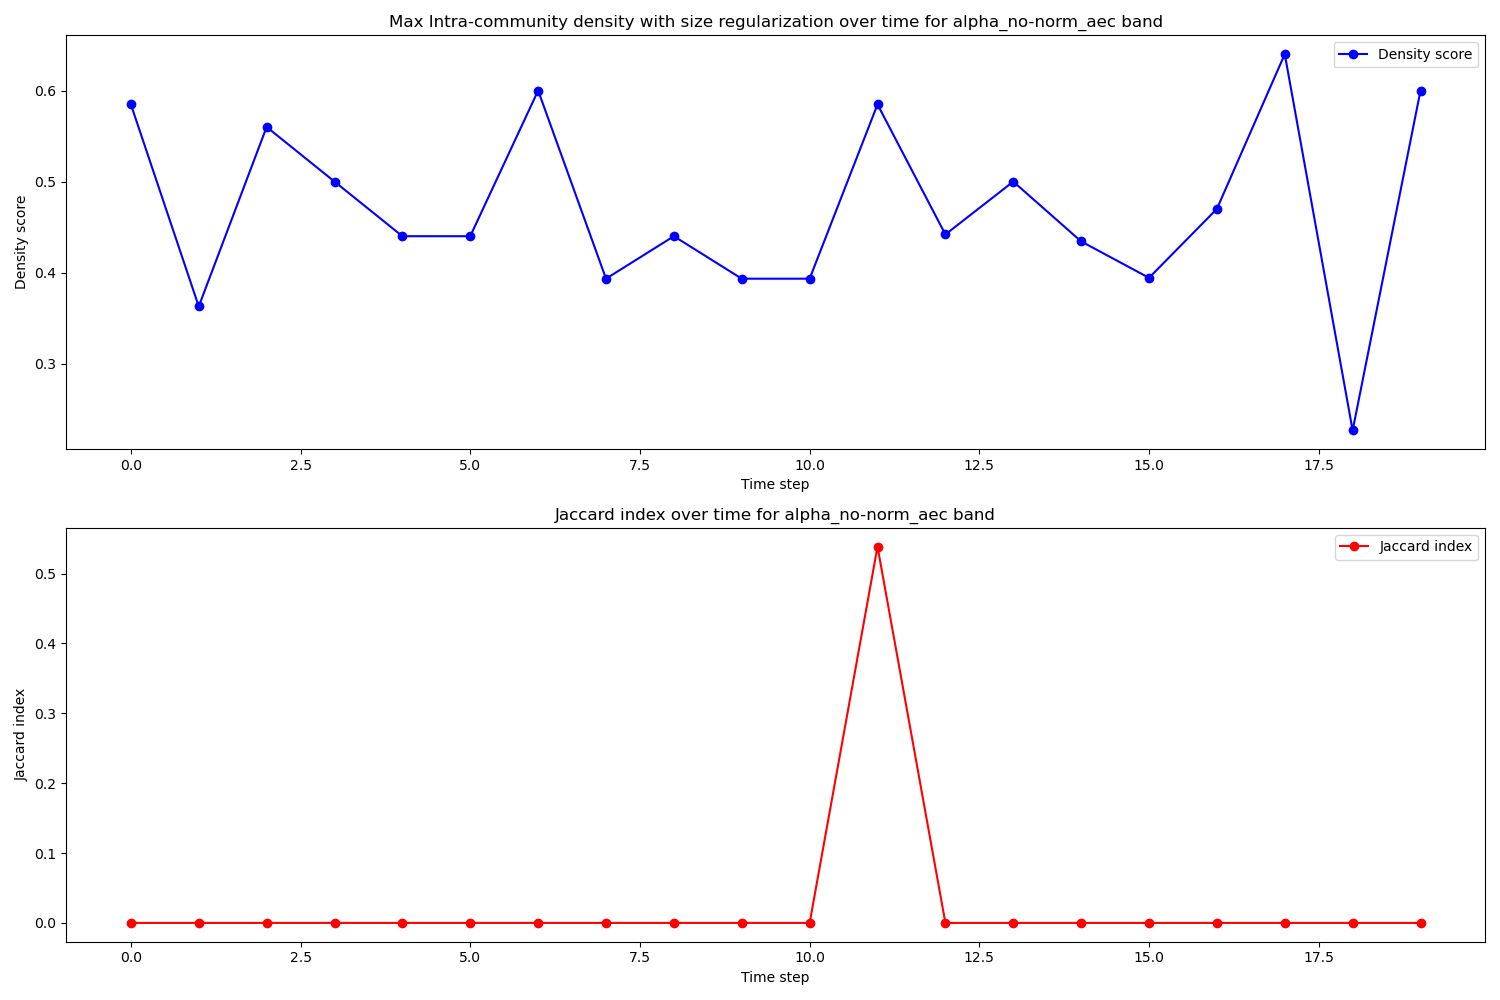 Max Intra-community density with size regularization over time for alpha_no-norm_aec band
Density score
Density score
0.6
0.5
0.4
0.3
0.0 2.5 5.0 7.5 10.0 12.5 15.0 17.5
Time step
Jaccard index over time for alpha_no-norm_aec band
Jaccard index
Jaccard index
0.5
0.4
0.3
0.2
0.1
0.0
0.0 2.5 5.0 7.5 10.0 12.5 15.0 17.5
Time step